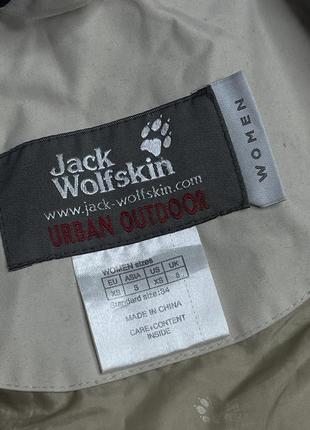 Jack
Wolfskin
www.jack-wolfskin.com
URBAN OUTDOOR
WOMEN
WOMEN sizes
EU ASIA US UK
XS S XS 8
Standard size:34
MADE IN CHINA
CARE+CONTENT
INSIDE